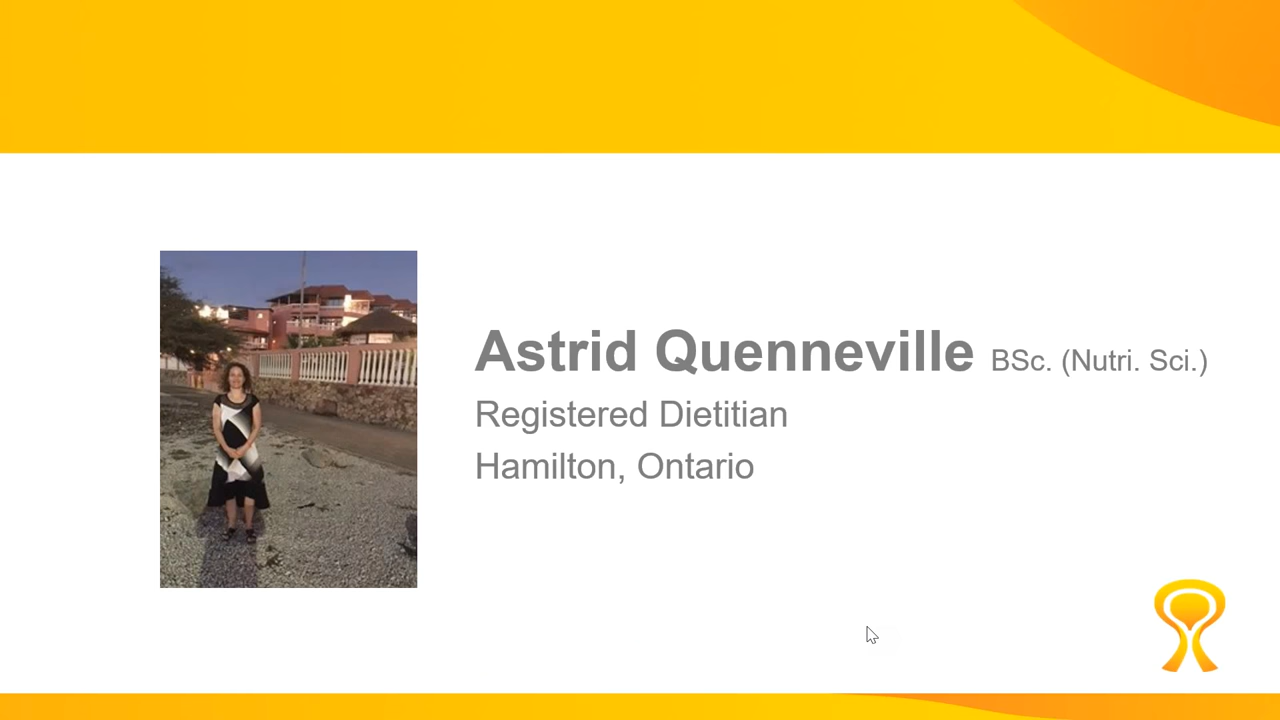 Astrid Quenneville BSc. (Nutri. Sci.)
Registered Dietitian
Hamilton, Ontario